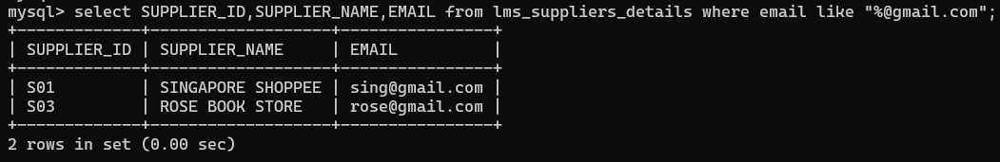 mysql> select SUPPLIER_ID,SUPPLIER_NAME,EMAIL from lms_suppliers_details where email like "%@gmail.com";
+-------------+-------------------+----------------+
| SUPPLIER_ID | SUPPLIER_NAME     | EMAIL          |
+-------------+-------------------+----------------+
| S01         | SINGAPORE SHOPPEE | sing@gmail.com |
| S03         | ROSE BOOK STORE   | rose@gmail.com |
+-------------+-------------------+----------------+
2 rows in set (0.00 sec)